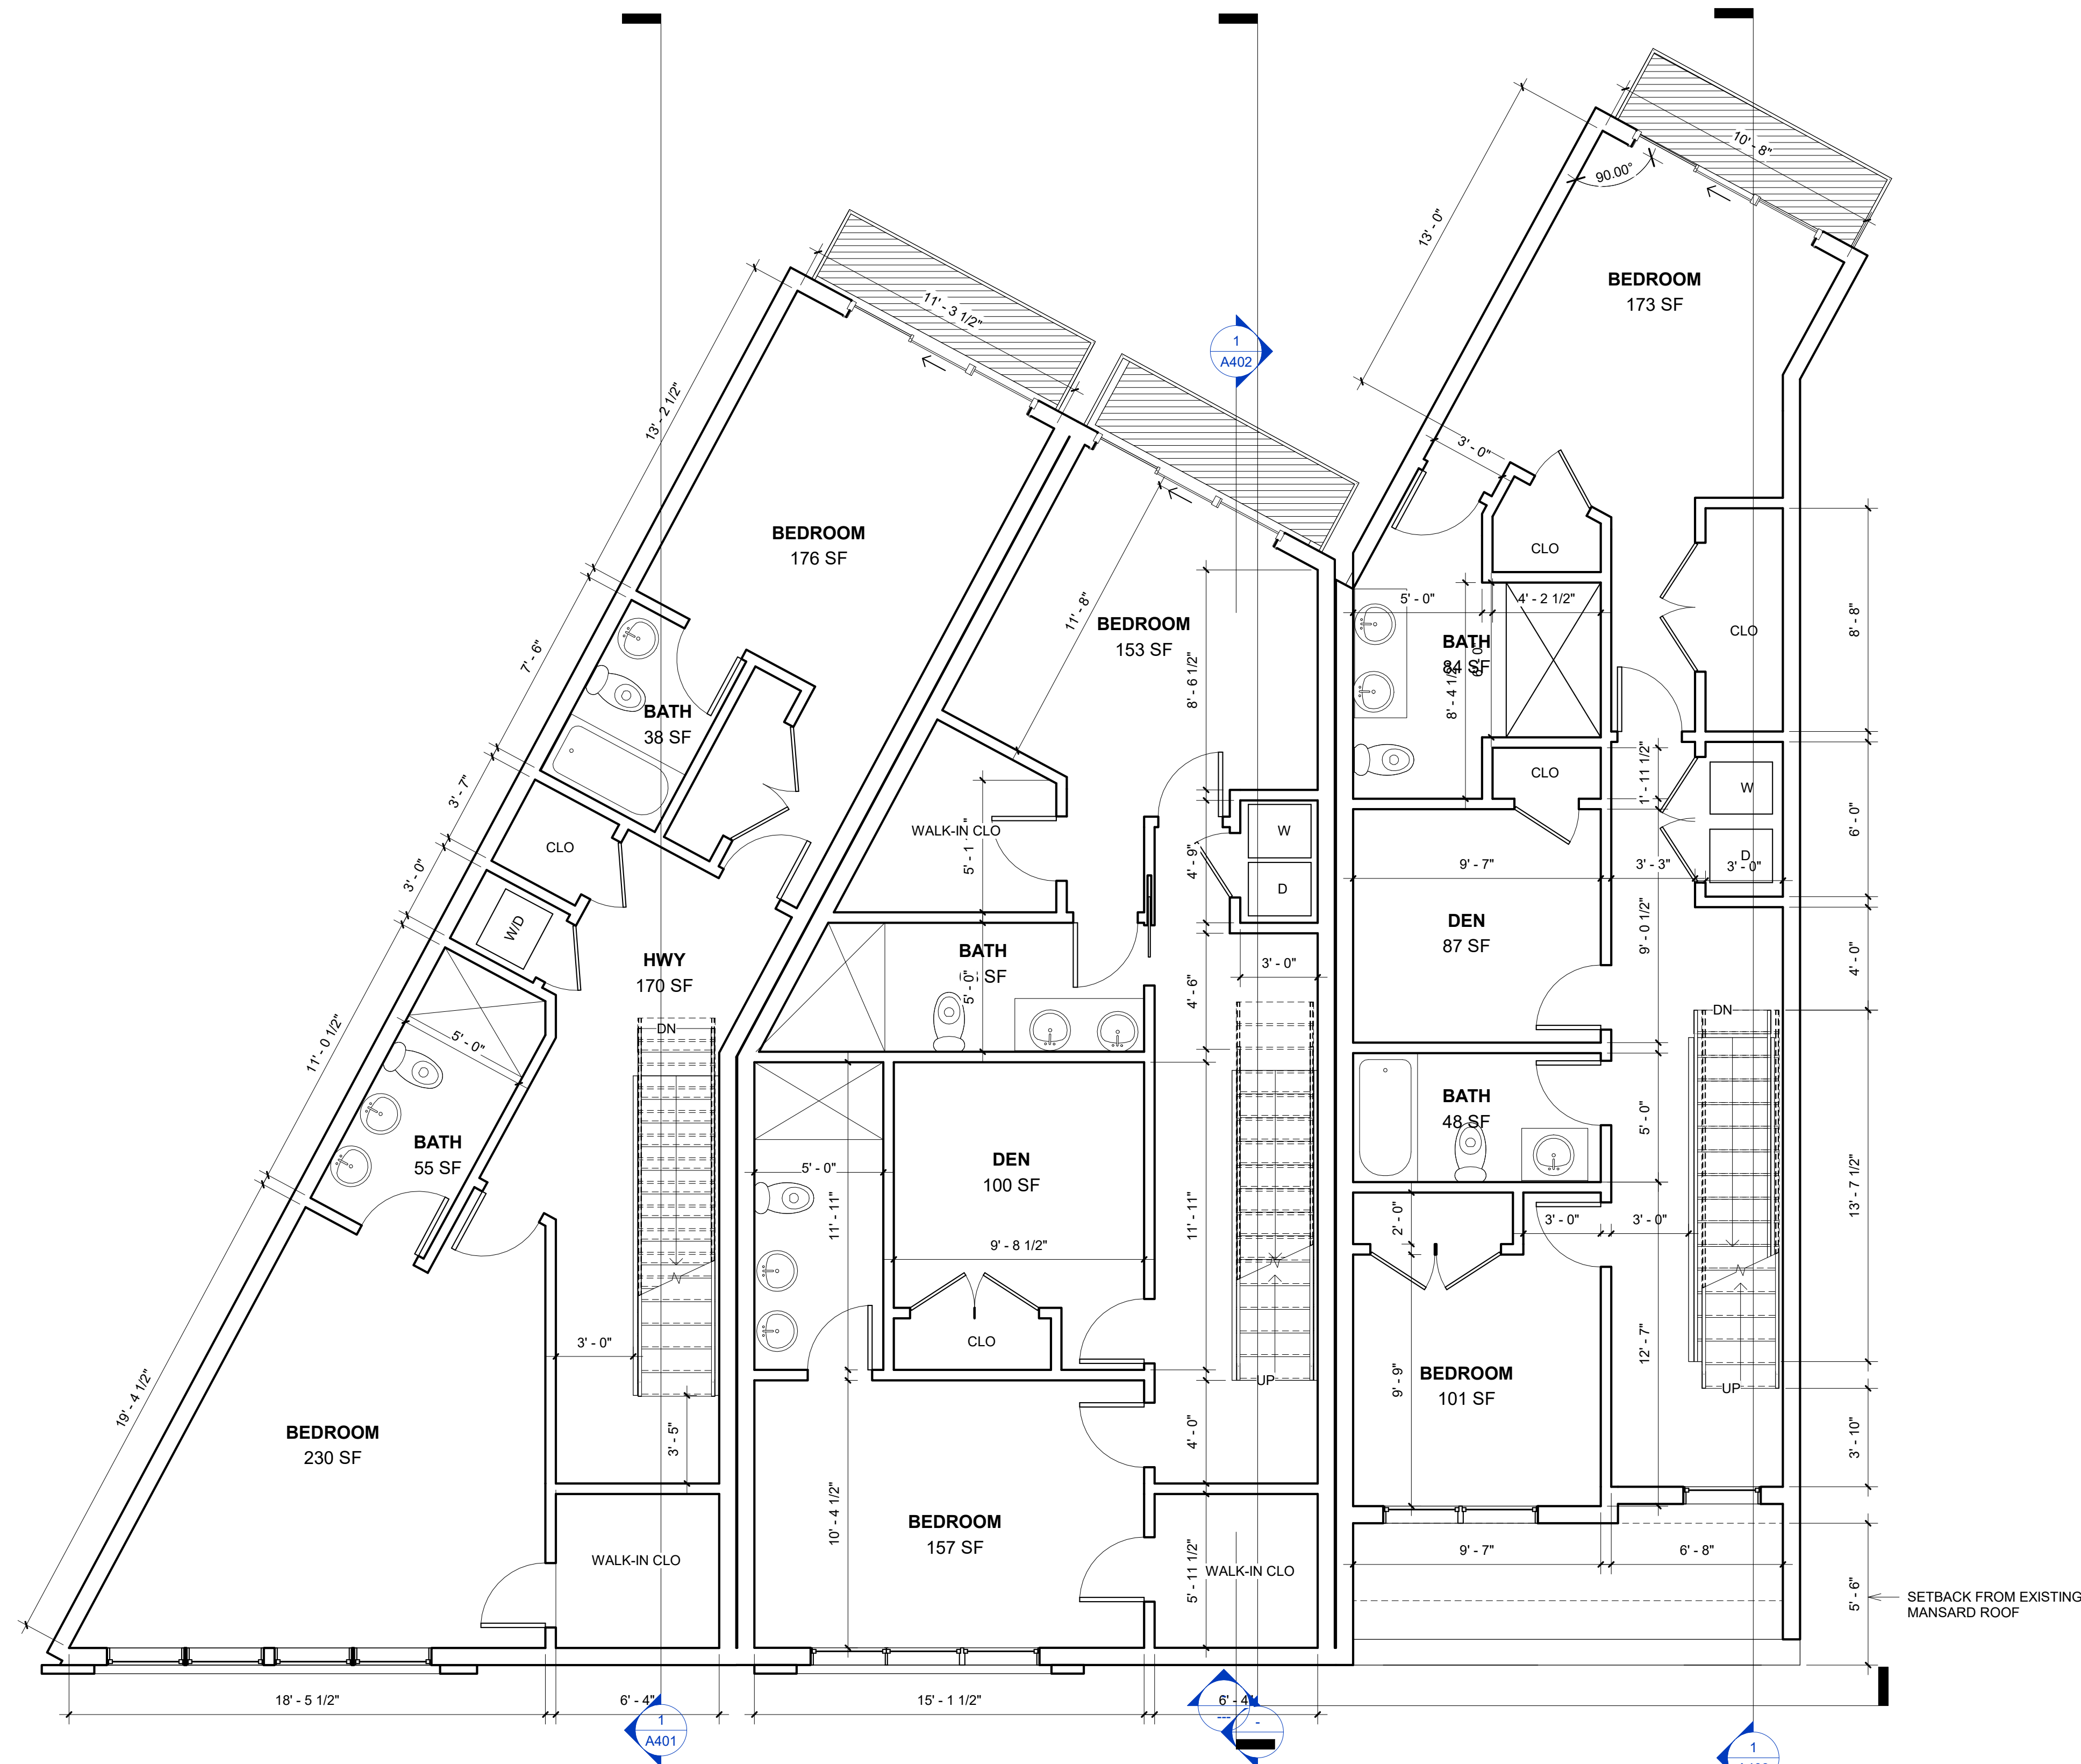 10' - 8"
90.00°
13' - 0"
BEDROOM
173 SF
11' - 3 1/2"
1
A402
13' - 2 1/2"
3' - 0"
BEDROOM
176 SF
CLO
11' - 8"
BEDROOM
153 SF
5' - 0"
4' - 2 1/2"
CLO
8' - 8"
7' - 6"
BATH
38 SF
8' - 6 1/2"
BATH
84 SF
8' - 4 1/2"
3' - 7"
CLO
1' - 11 1/2"
W
WALK-IN CLO
W
6' - 0"
CLO
5' - 1
4' - 9"
9' - 7"
3' - 3"
D
3' - 0"
3' - 0"
D
W/D
DEN
87 SF
9' - 0 1/2"
HWY
170 SF
BATH
SF
5' - 0"
3' - 0"
4' - 6"
4' - 0"
DN
DN
11' - 0 1/2"
5' - 0"
BATH
48 SF
5' - 0"
BATH
55 SF
5' - 0"
DEN
100 SF
11' - 11"
11' - 11"
13' - 7 1/2"
2' - 0"
3' - 0"
3' - 0"
9' - 8 1/2"
3' - 0"
CLO
12' - 7"
19' - 4 1/2"
UP
9' - 9"
BEDROOM
101 SF
UP
BEDROOM
230 SF
3' - 5"
4' - 0"
3' - 10"
10' - 4 1/2"
BEDROOM
157 SF
WALK-IN CLO
5' - 11 1/2"
WALK-IN CLO
9' - 7"
6' - 8"
5' - 6"
SETBACK FROM EXISTING
MANSARD ROOF
18' - 5 1/2"
6' - 4"
15' - 1 1/2"
6' - 4"
1
A401
---
-
1